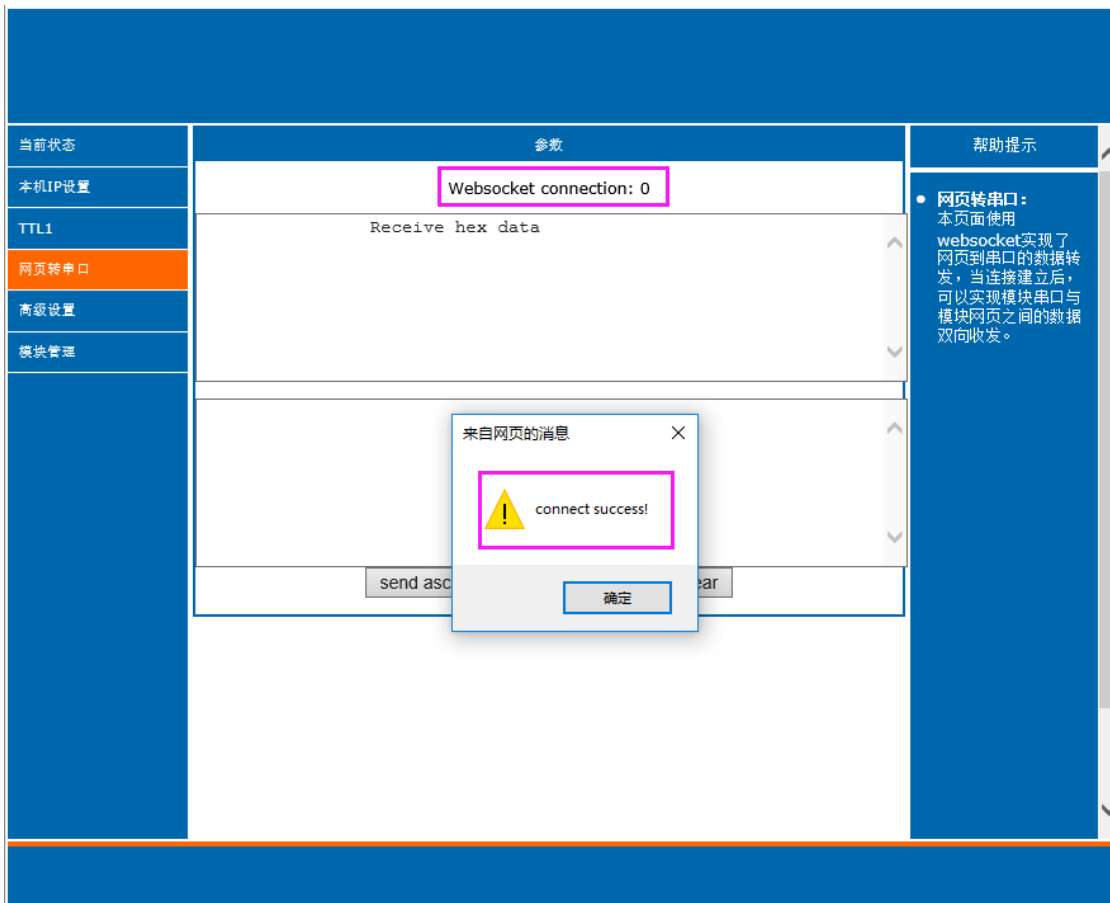 当前状态
本机IP设置
TTL1
网页转串口
高级设置
模块管理
参数
Websocket connection: 0
Receive hex data
来自网页的消息
connect success!
确定
send asc
ear
帮助提示
网页转串口:
本页面使用
websocket实现了
网页到串口的数据转
发，当连接建立后，
可以实现模块串口与
模块网页之间的数据
双向收发。